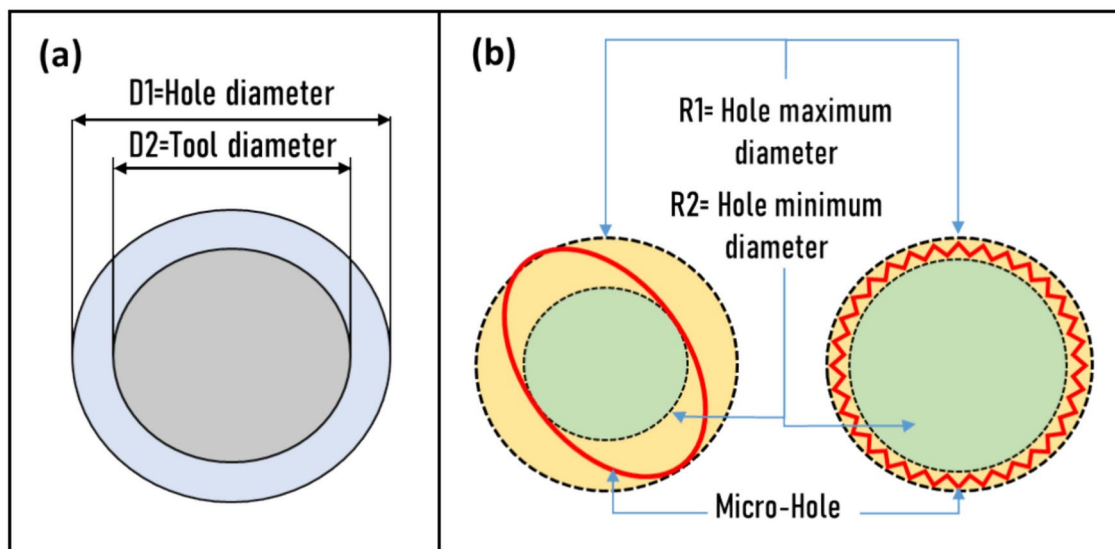 (a)
D1=Hole diameter
D2=Tool diameter
(b)
R1= Hole maximum
diameter
R2= Hole minimum
diameter
Micro-Hole